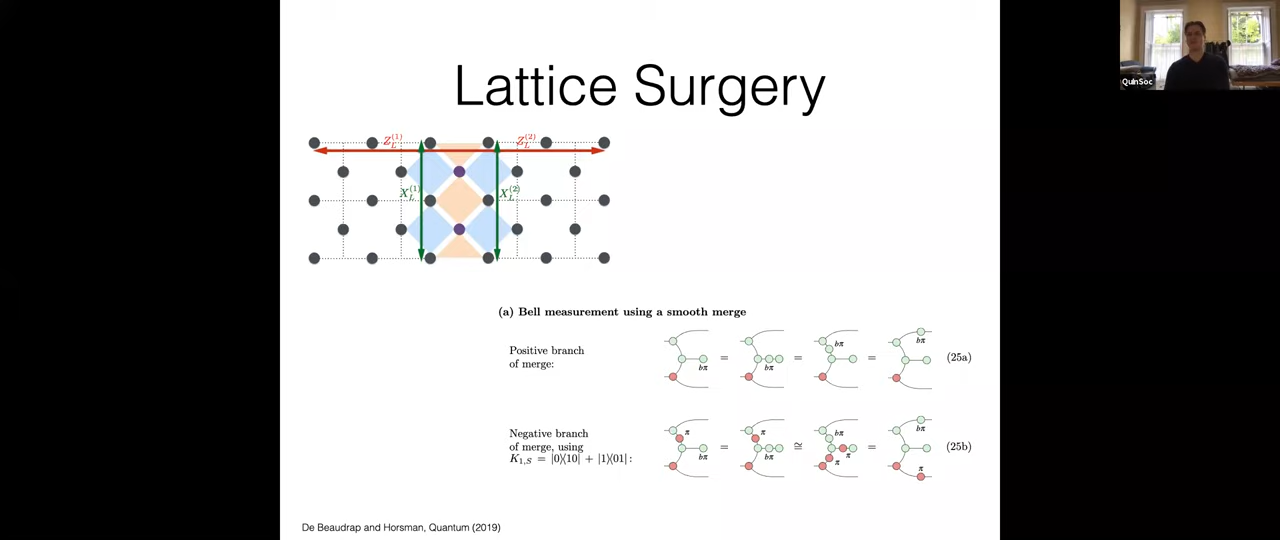 Lattice Surgery
QuinSoc
Z_L^(1) Z_L^(2)
X_L^(1) X_L^(2)
(a) Bell measurement using a smooth merge
Positive branch
of merge:
bπ = bπ = bπ = bπ (25a)
Negative branch
of merge, using
K_{1,S} = |0⟩⟨10| + |1⟩⟨01| :
π bπ = π bπ ≅ bπ π π = bπ π (25b)
De Beaudrap and Horsman, Quantum (2019)